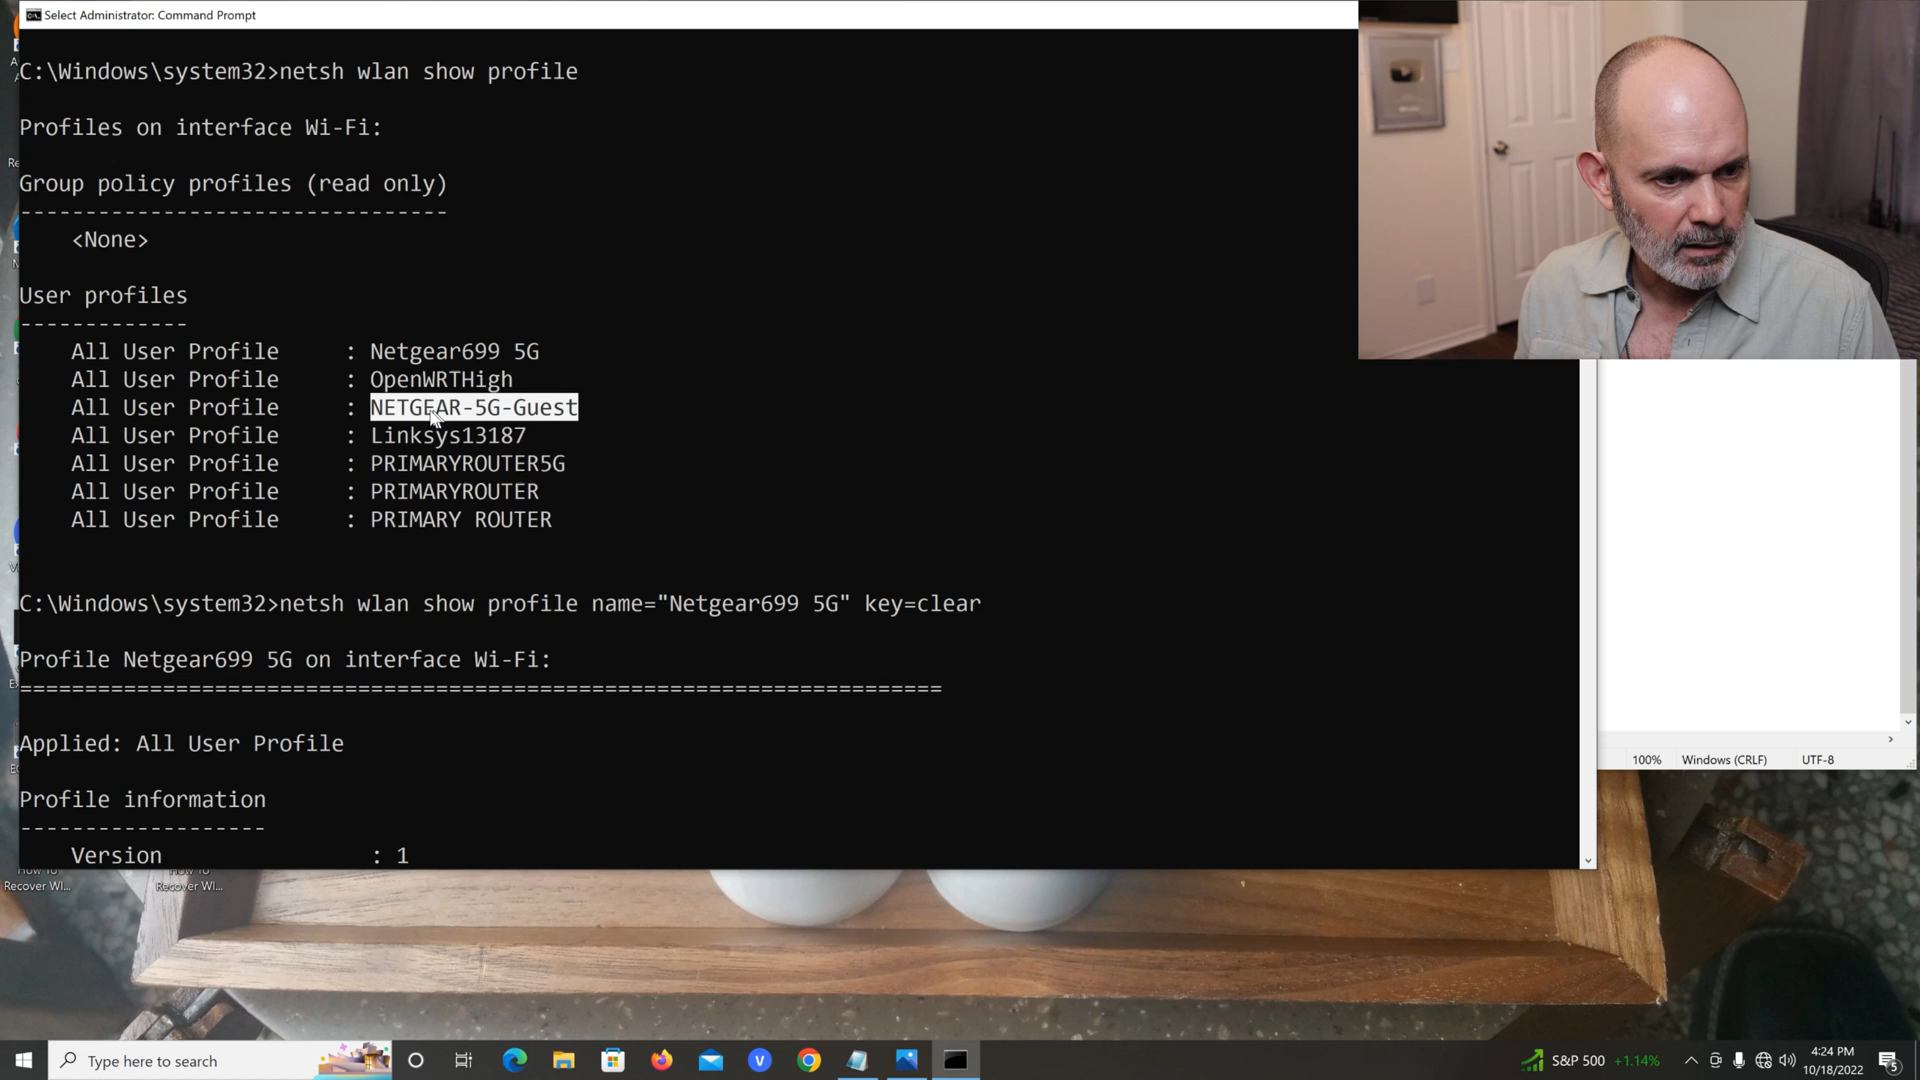 Select Administrator: Command Prompt
C:\Windows\system32>netsh wlan show profile
Profiles on interface Wi-Fi:
Group policy profiles (read only)
---------------------------------
<None>
User profiles
-------------
All User Profile : Netgear699 5G
All User Profile : OpenWRTHigh
All User Profile : NETGEAR-5G-Guest
All User Profile : Linksys13187
All User Profile : PRIMARYROUTER5G
All User Profile : PRIMARYROUTER
All User Profile : PRIMARY ROUTER
C:\Windows\system32>netsh wlan show profile name="Netgear699 5G" key=clear
Profile Netgear699 5G on interface Wi-Fi:
=======================================================================
Applied: All User Profile
Profile information
-------------------
Version : 1
100% Windows (CRLF) UTF-8
How To
Recover WI...
How To
Recover WI...
Type here to search
S&P 500 +1.14%
4:24 PM
10/18/2022
5